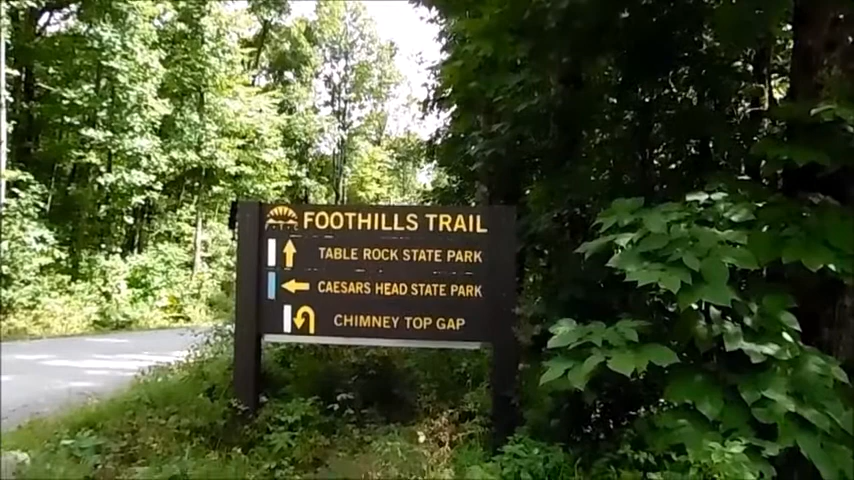 FOOTHILLS TRAIL
TABLE ROCK STATE PARK
CAESARS HEAD STATE PARK
CHIMNEY TOP GAP